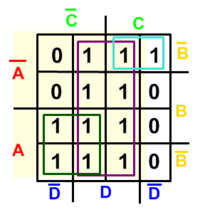 C̅ C
0 1 1 1 B̅
A̅
0 1 1 0
B
1 1 1 0
A
1 1 1 0 B̅
D̅ D D̅